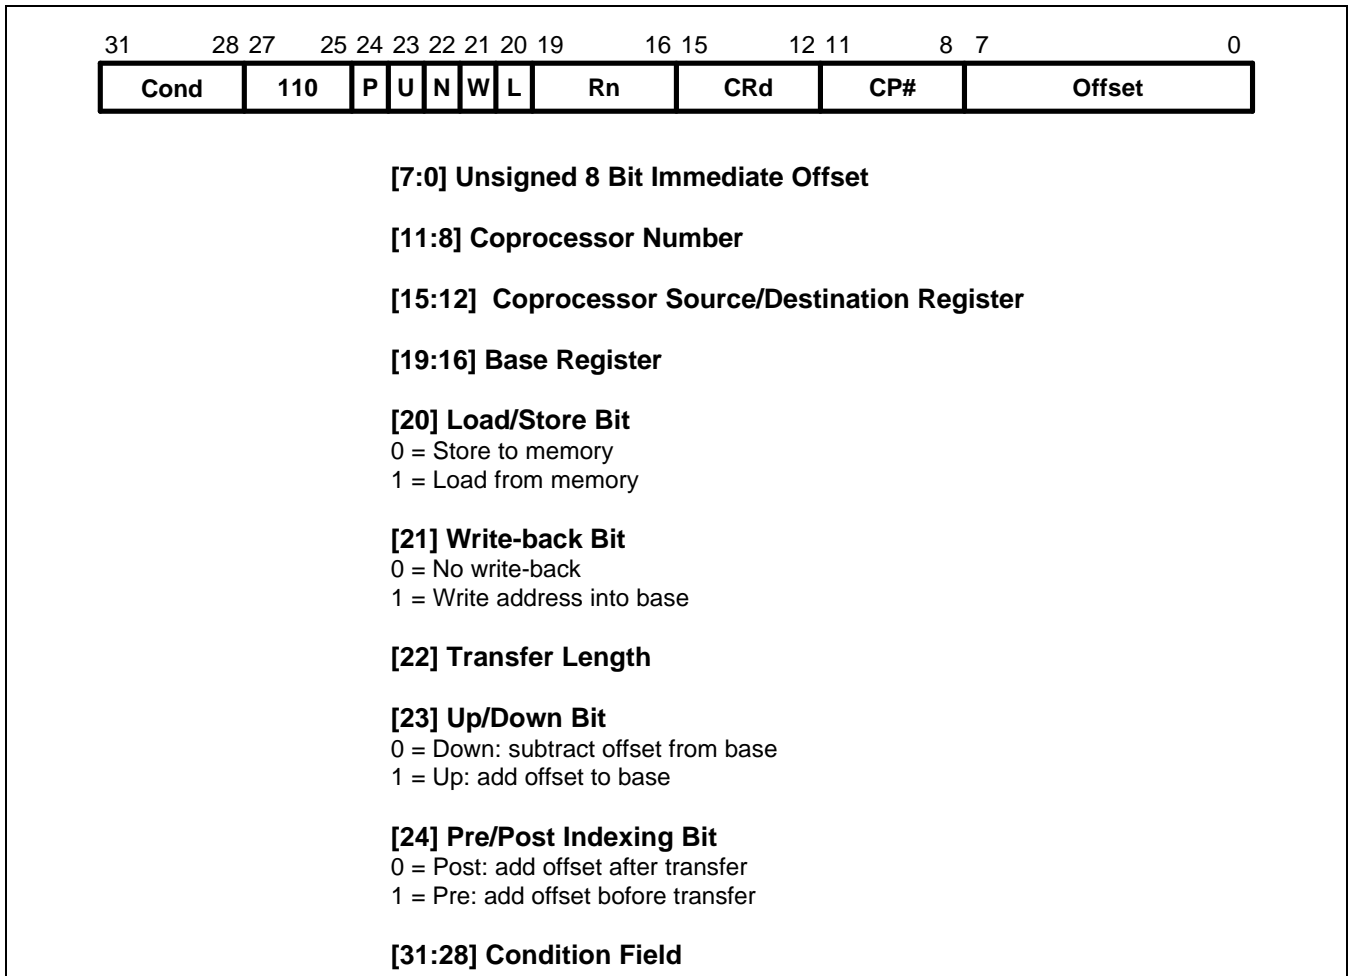 31 28 27 25 24 23 22 21 20 19 16 15 12 11 8 7 0
Cond 110 P U N W L Rn CRd CP# Offset
[7:0] Unsigned 8 Bit Immediate Offset
[11:8] Coprocessor Number
[15:12] Coprocessor Source/Destination Register
[19:16] Base Register
[20] Load/Store Bit
0 = Store to memory
1 = Load from memory
[21] Write-back Bit
0 = No write-back
1 = Write address into base
[22] Transfer Length
[23] Up/Down Bit
0 = Down: subtract offset from base
1 = Up: add offset to base
[24] Pre/Post Indexing Bit
0 = Post: add offset after transfer
1 = Pre: add offset bofore transfer
[31:28] Condition Field